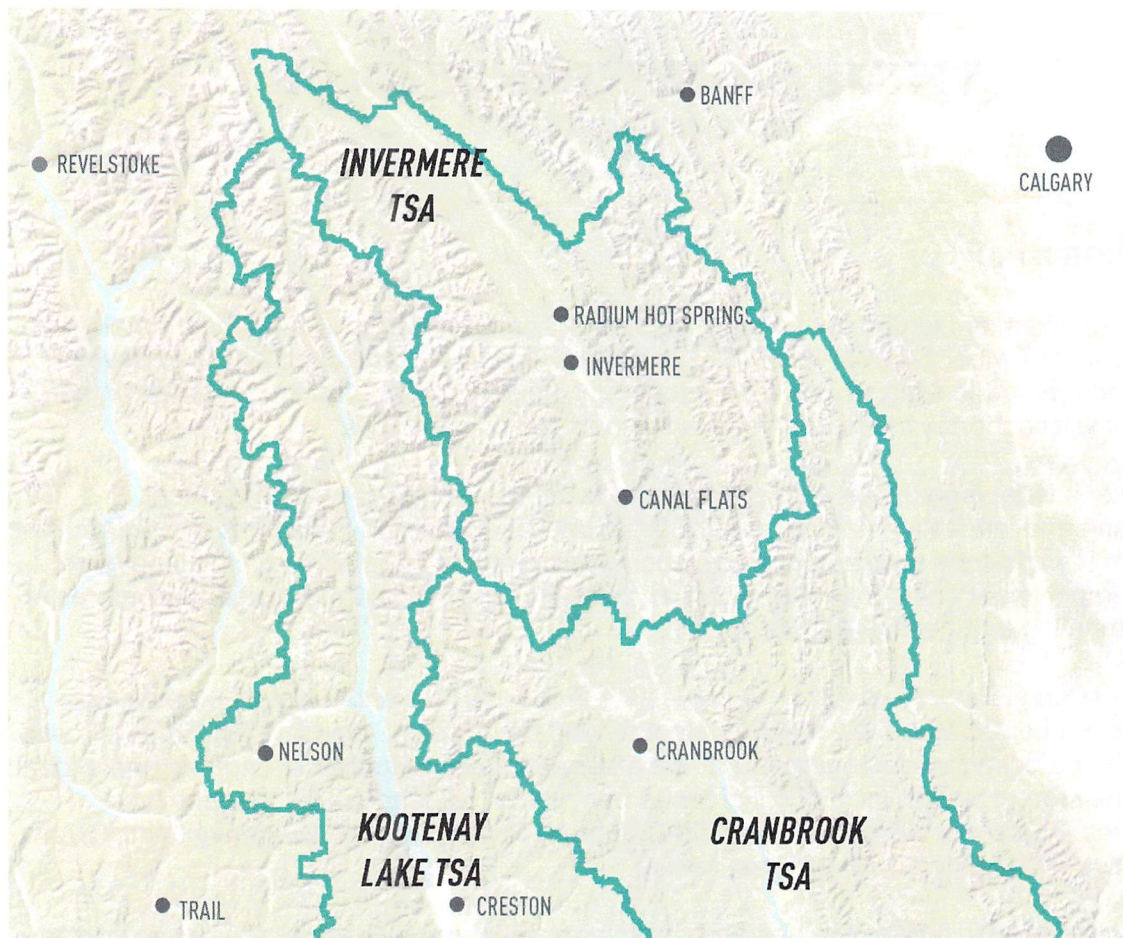 BANFF
REVELSTOKE
INVERMERE
TSA
CALGARY
RADIUM HOT SPRINGS
INVERMERE
CANAL FLATS
NELSON
CRANBROOK
KOOTENAY
LAKE TSA
CRANBROOK
TSA
TRAIL
CRESTON